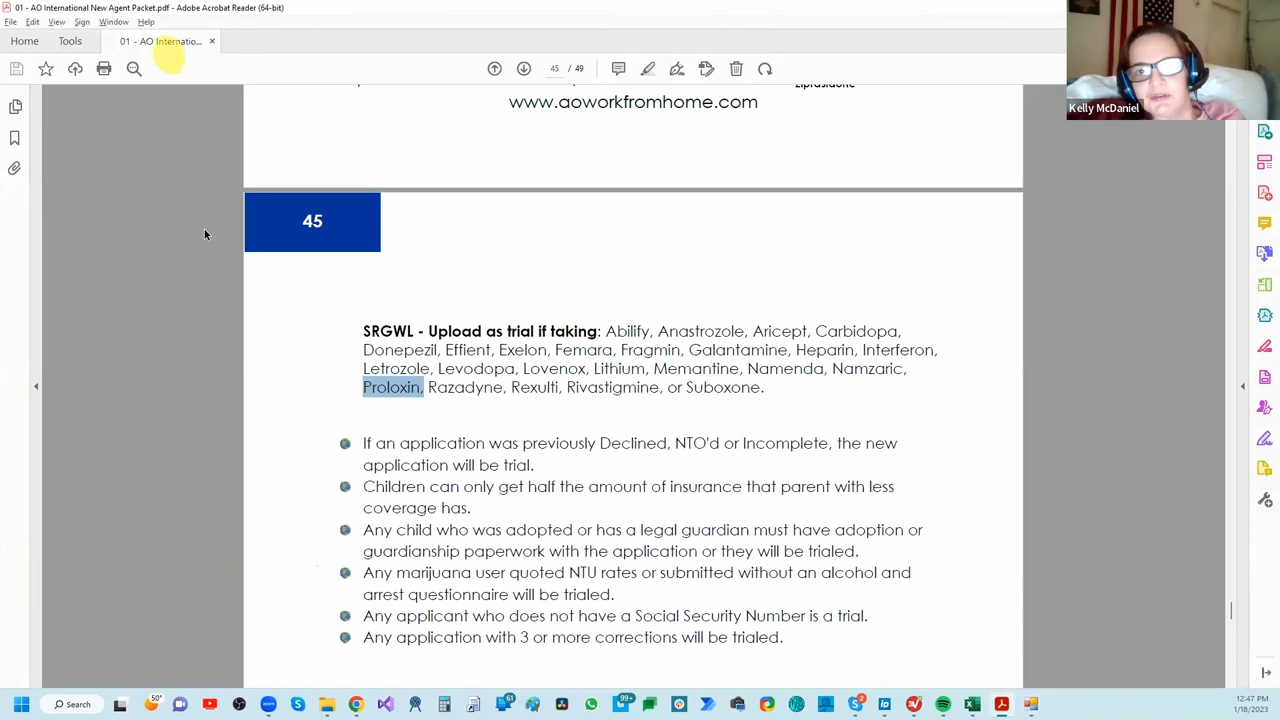 01 - AO International New Agent Packet.pdf - Adobe Acrobat Reader (64-bit)
File Edit View Sign Window Help
Home Tools 01 - AO Internatio... ×
45 / 49
ziprasidone
www.aoworkfromhome.com
Kelly McDaniel
45
SRGWL - Upload as trial if taking: Abilify, Anastrozole, Aricept, Carbidopa,
Donepezil, Effient, Exelon, Femara, Fragmin, Galantamine, Heparin, Interferon,
Letrozole, Levodopa, Lovenox, Lithium, Memantine, Namenda, Namzaric,
Proloxin, Razadyne, Rexulti, Rivastigmine, or Suboxone.
If an application was previously Declined, NTO'd or Incomplete, the new
application will be trial.
Children can only get half the amount of insurance that parent with less
coverage has.
Any child who was adopted or has a legal guardian must have adoption or
guardianship paperwork with the application or they will be trialed.
Any marijuana user quoted NTU rates or submitted without an alcohol and
arrest questionnaire will be trialed.
Any applicant who does not have a Social Security Number is a trial.
Any application with 3 or more corrections will be trialed.
Search 50° 61 99+ 2 12:47 PM
1/18/2023